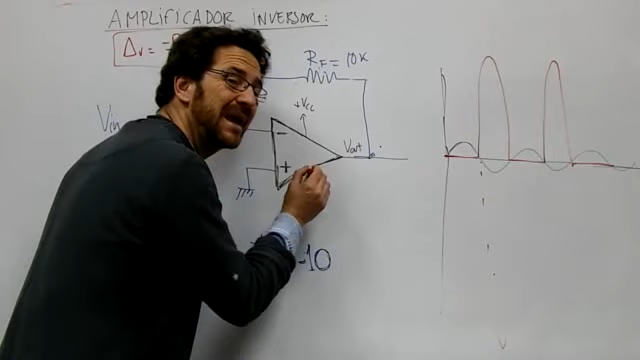 AMPLIFICADOR INVERSOR:
Δv = -R
RF = 10K
+Vcc
Vin
-
Vout
+
-10
V